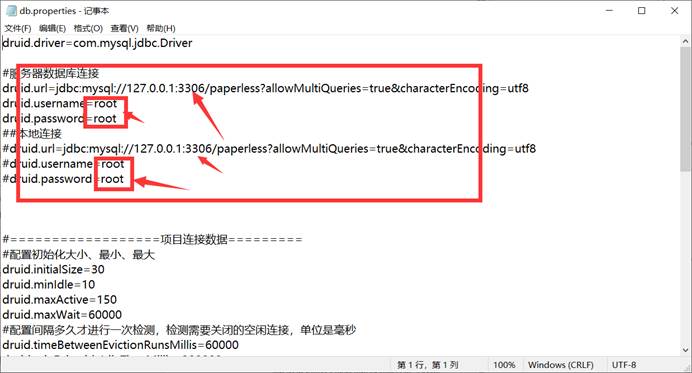 db.properties - 记事本
文件(F) 编辑(E) 格式(O) 查看(V) 帮助(H)
druid.driver=com.mysql.jdbc.Driver
#服务器数据库连接
druid.url=jdbc:mysql://127.0.0.1:3306/paperless?allowMultiQueries=true&characterEncoding=utf8
druid.username=root
druid.password=root
##本地连接
#druid.url=jdbc:mysql://127.0.0.1:3306/paperless?allowMultiQueries=true&characterEncoding=utf8
#druid.username=root
#druid.password=root
#==================项目连接数据=========
#配置初始化大小、最小、最大
druid.initialSize=30
druid.minIdle=10
druid.maxActive=150
druid.maxWait=60000
#配置间隔多久才进行一次检测，检测需要关闭的空闲连接，单位是毫秒
druid.timeBetweenEvictionRunsMillis=60000
第 1 行，第 1 列 100% Windows (CRLF) UTF-8